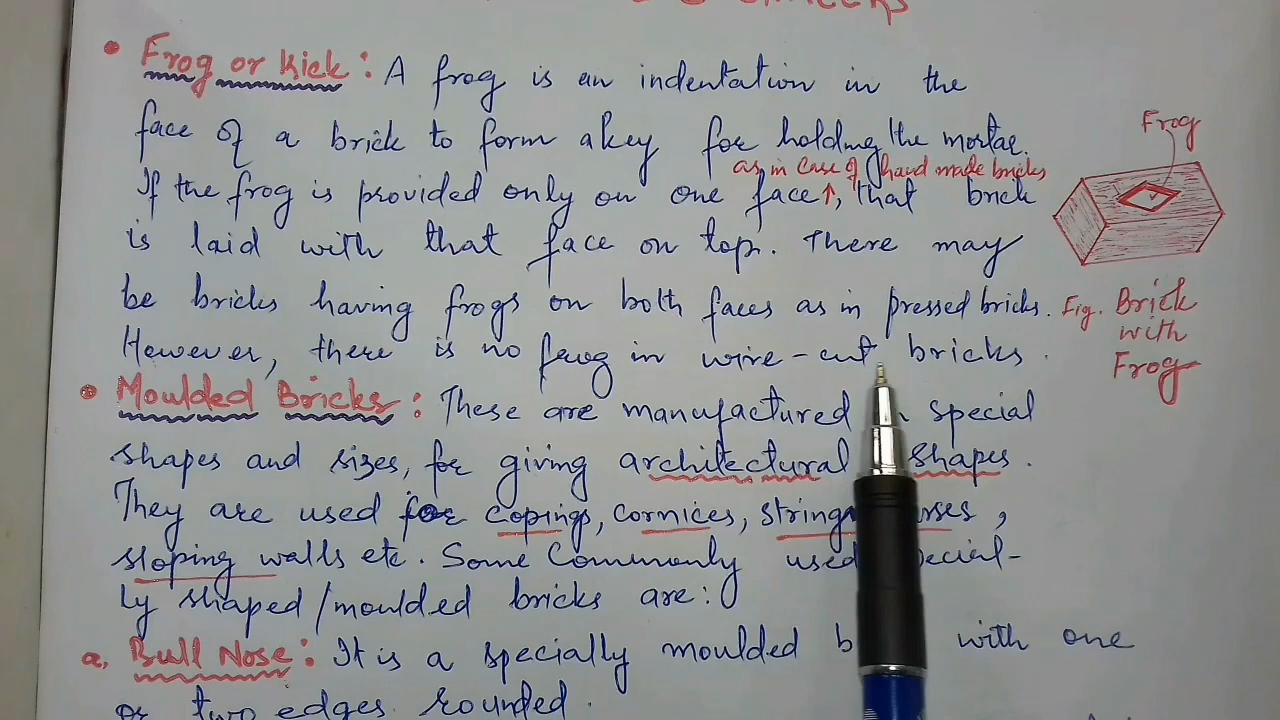 • Frog or Kick : A frog is an indentation in the
face of a brick to form a key for holding the mortar.
as in case of hand made bricks
If the frog is provided only on one face↑, that brick
is laid with that face on top. There may
be bricks having frogs on both faces as in pressed bricks.
However, there is no frog in wire-cut bricks.
Frog
Fig. Brick
with
Frog
• Moulded Bricks : These are manufactured special
shapes and sizes, for giving architectural shapes.
They are used for copings, cornices, string ,
sloping walls etc. Some Commonly used
ly shaped/moulded bricks are:
a. Bull Nose : It is a specially moulded with one
or two edges rounded.